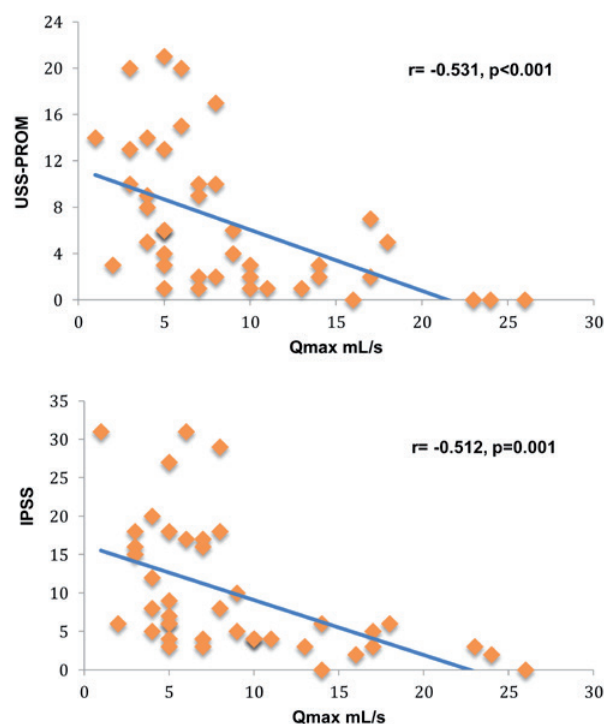 24
20
16
12
8
4
0
USS-PROM
r= -0.531, p<0.001
0 5 10 15 20 25 30
Qmax mL/s
35
30
25
20
15
10
5
0
IPSS
r= -0.512, p=0.001
0 5 10 15 20 25 30
Qmax mL/s